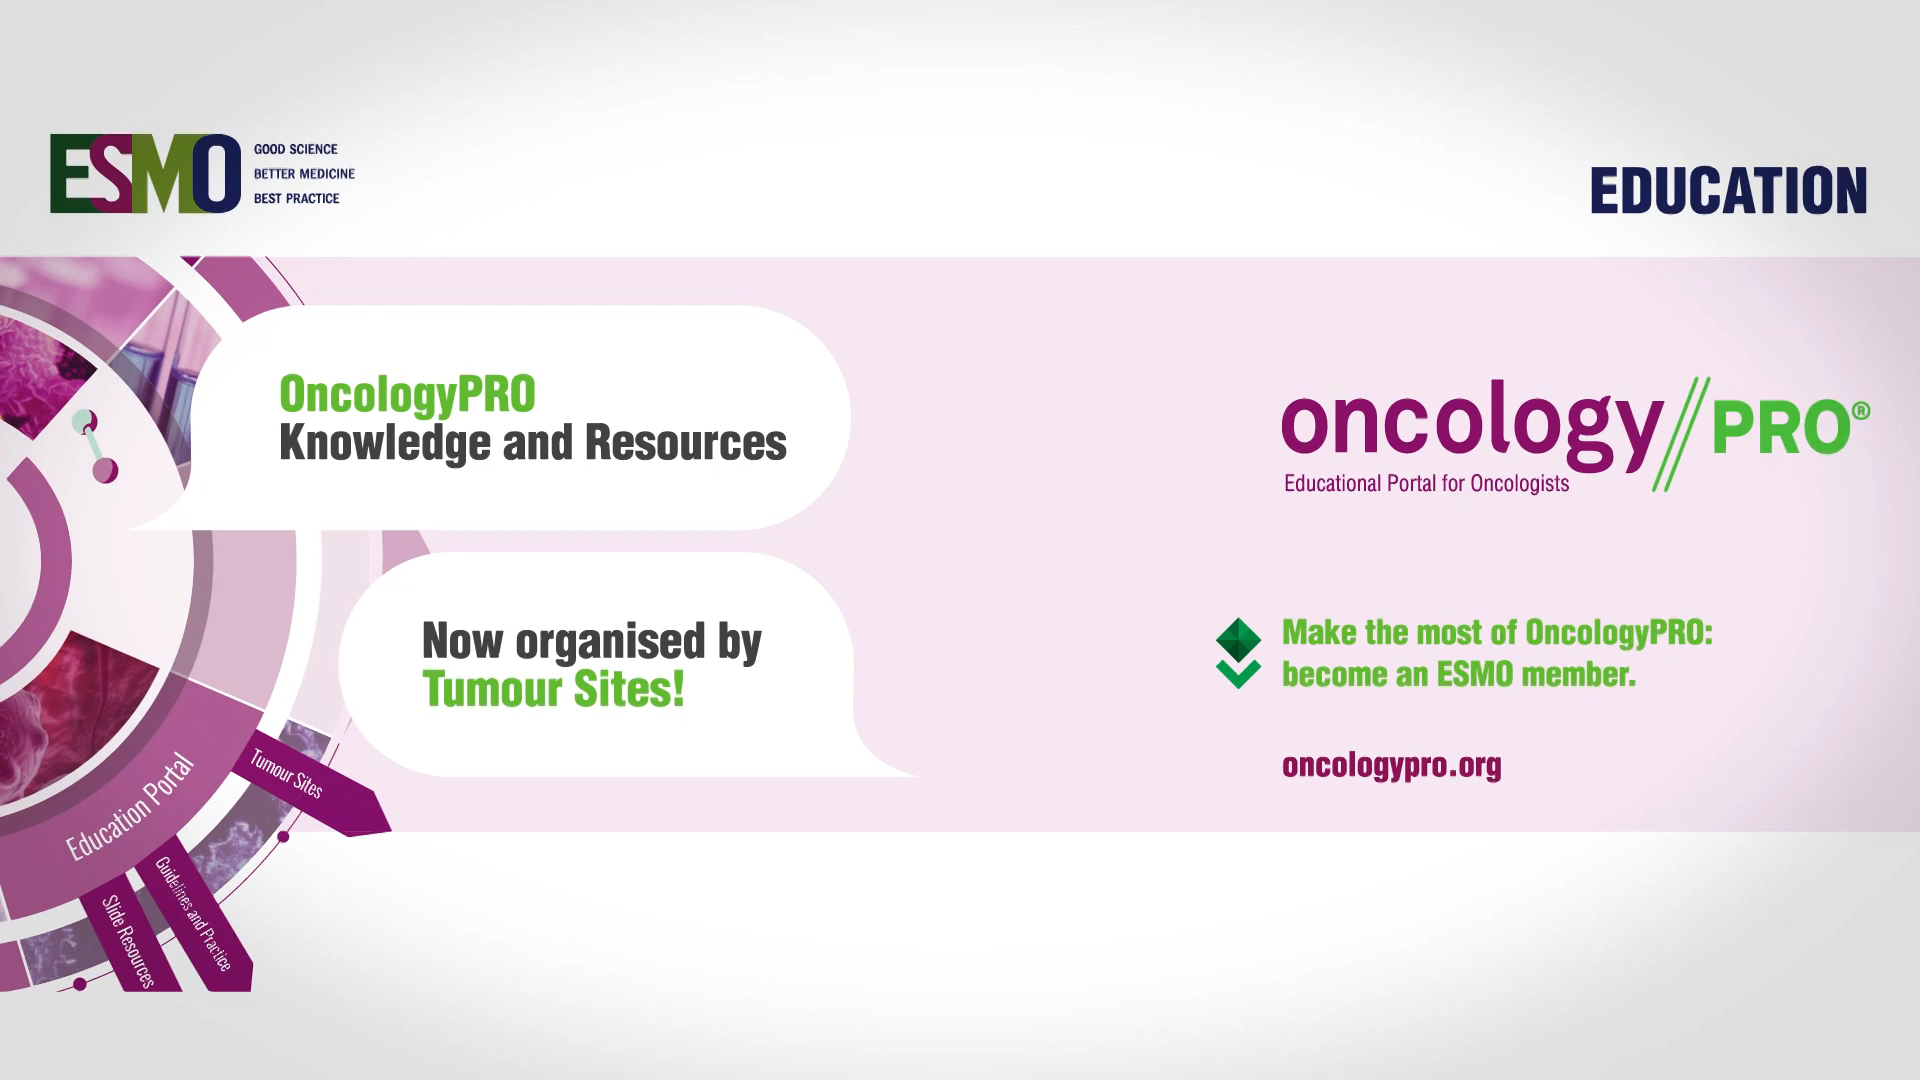 ESMO
GOOD SCIENCE
BETTER MEDICINE
BEST PRACTICE
EDUCATION
OncologyPRO
Knowledge and Resources
Now organised by
Tumour Sites!
oncology//PRO®
Educational Portal for Oncologists
Make the most of OncologyPRO:
become an ESMO member.
oncologypro.org
Education Portal
Tumour Sites
Guidelines and Practice
Slide Resources